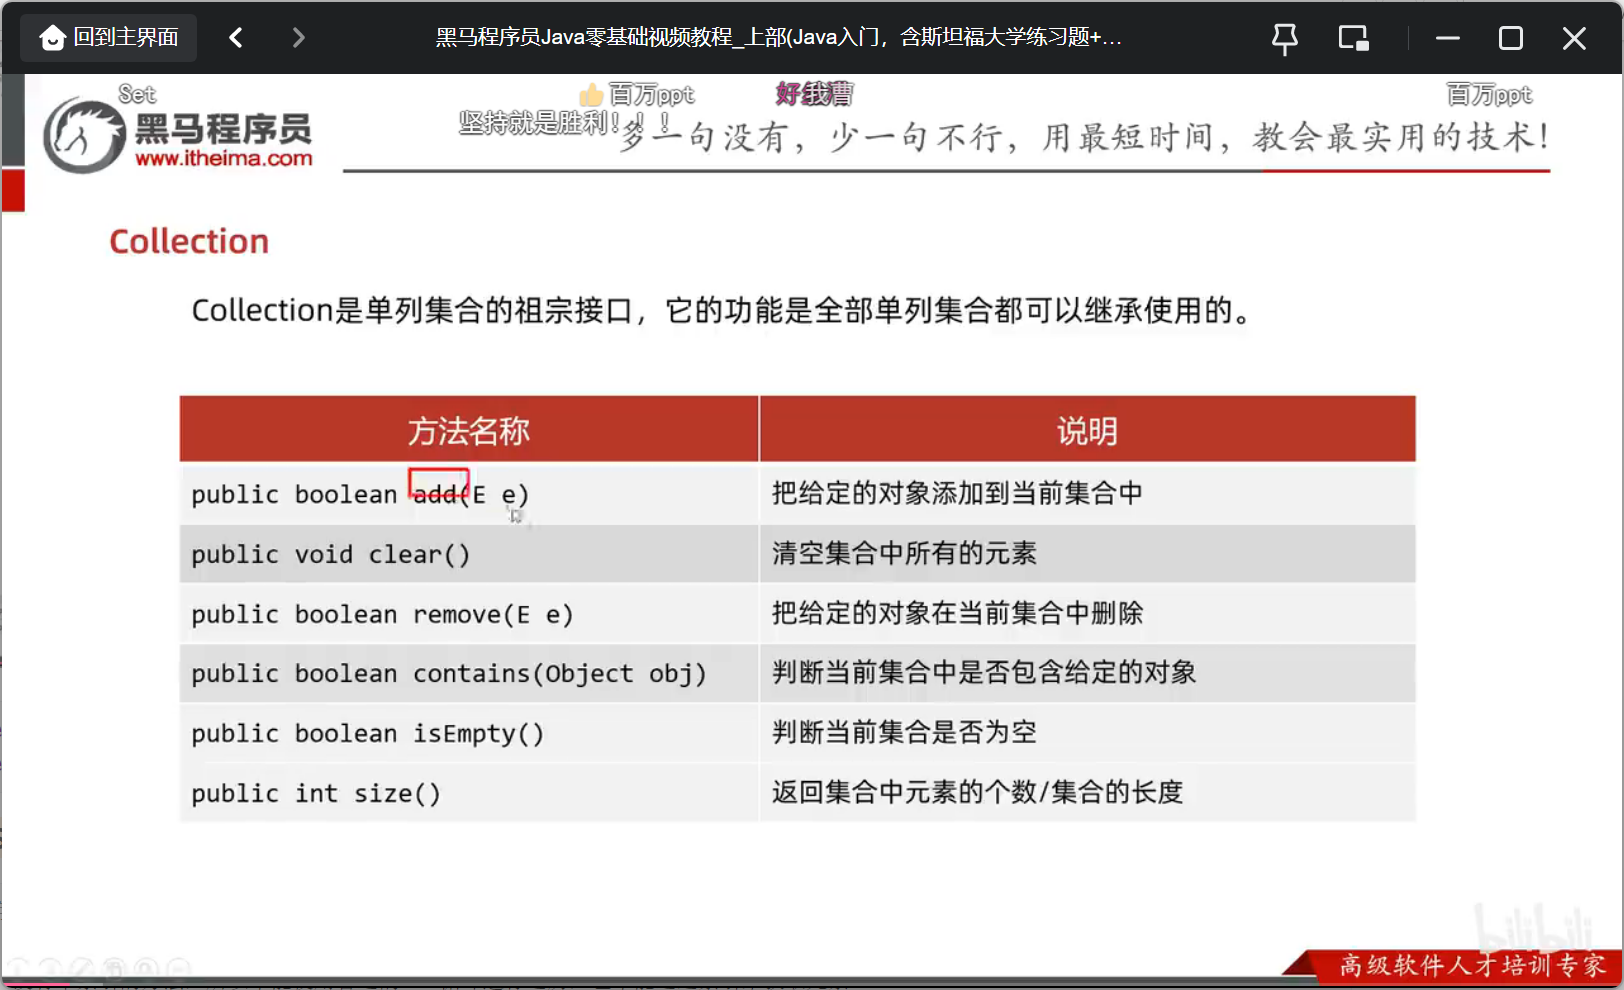 回到主界面
黑马程序员Java零基础视频教程_上部(Java入门，含斯坦福大学练习题+...
Set
百万ppt
我曹
百万ppt
坚持就是胜利！！！
黑马程序员
www.itheima.com
多一句没有，少一句不行，用最短时间，教会最实用的技术！
Collection
Collection是单列集合的祖宗接口，它的功能是全部单列集合都可以继承使用的。
方法名称 说明
public boolean add(E e) 把给定的对象添加到当前集合中
public void clear() 清空集合中所有的元素
public boolean remove(E e) 把给定的对象在当前集合中删除
public boolean contains(Object obj) 判断当前集合中是否包含给定的对象
public boolean isEmpty() 判断当前集合是否为空
public int size() 返回集合中元素的个数/集合的长度
bilibili
高级软件人才培训专家